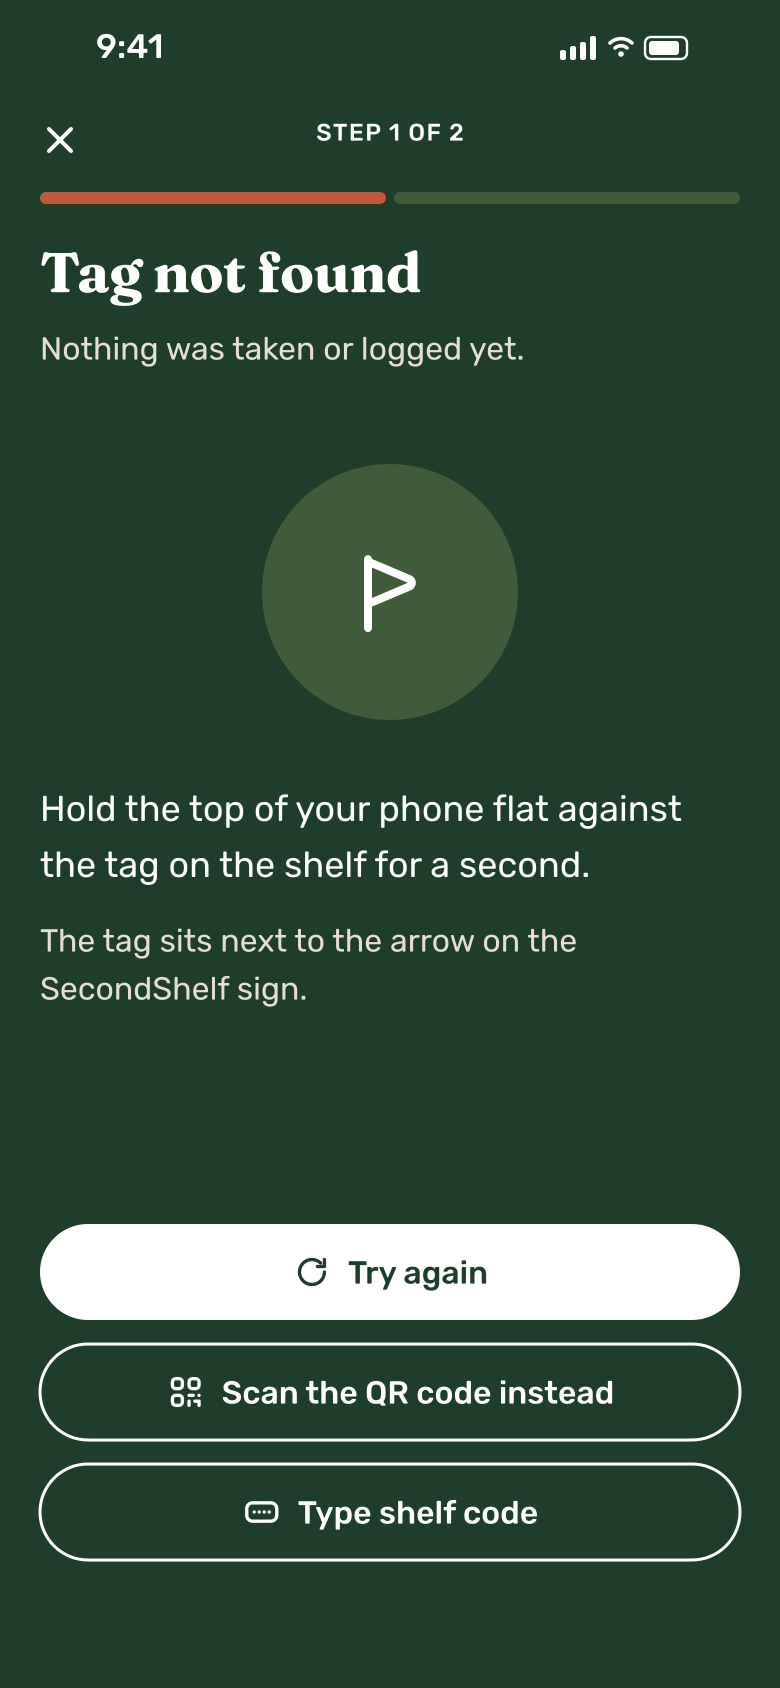 9:41
STEP 1 OF 2
Tag not found
Nothing was taken or logged yet.
Hold the top of your phone flat against
the tag on the shelf for a second.
The tag sits next to the arrow on the
SecondShelf sign.
Try again
Scan the QR code instead
Type shelf code